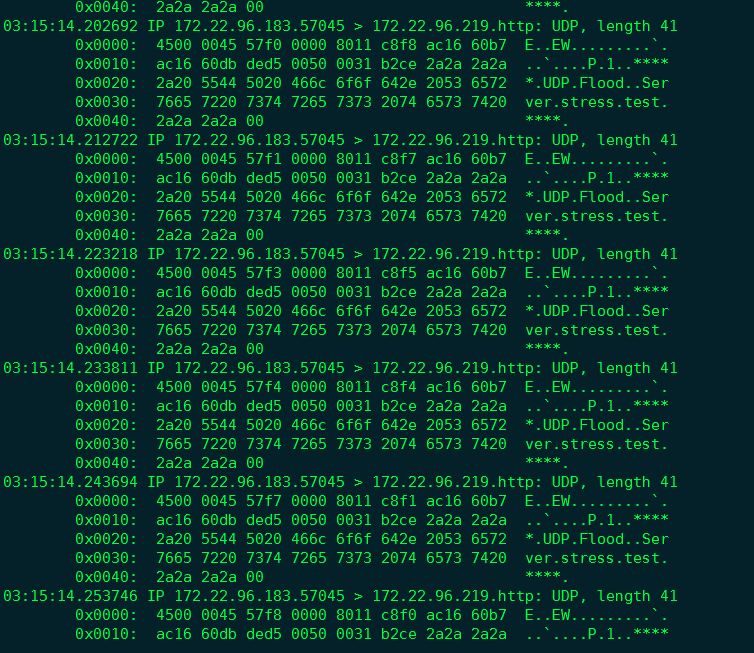 0x0040: 2a2a 2a2a 00 ****.
03:15:14.202692 IP 172.22.96.183.57045 > 172.22.96.219.http: UDP, length 41
0x0000: 4500 0045 57f0 0000 8011 c8f8 ac16 60b7 E..EW.........`.
0x0010: ac16 60db ded5 0050 0031 b2ce 2a2a 2a2a ..`....P.1..****
0x0020: 2a20 5544 5020 466c 6f6f 642e 2053 6572 *.UDP.Flood..Ser
0x0030: 7665 7220 7374 7265 7373 2074 6573 7420 ver.stress.test.
0x0040: 2a2a 2a2a 00 ****.
03:15:14.212722 IP 172.22.96.183.57045 > 172.22.96.219.http: UDP, length 41
0x0000: 4500 0045 57f1 0000 8011 c8f7 ac16 60b7 E..EW.........`.
0x0010: ac16 60db ded5 0050 0031 b2ce 2a2a 2a2a ..`....P.1..****
0x0020: 2a20 5544 5020 466c 6f6f 642e 2053 6572 *.UDP.Flood..Ser
0x0030: 7665 7220 7374 7265 7373 2074 6573 7420 ver.stress.test.
0x0040: 2a2a 2a2a 00 ****.
03:15:14.223218 IP 172.22.96.183.57045 > 172.22.96.219.http: UDP, length 41
0x0000: 4500 0045 57f3 0000 8011 c8f5 ac16 60b7 E..EW.........`.
0x0010: ac16 60db ded5 0050 0031 b2ce 2a2a 2a2a ..`....P.1..****
0x0020: 2a20 5544 5020 466c 6f6f 642e 2053 6572 *.UDP.Flood..Ser
0x0030: 7665 7220 7374 7265 7373 2074 6573 7420 ver.stress.test.
0x0040: 2a2a 2a2a 00 ****.
03:15:14.233811 IP 172.22.96.183.57045 > 172.22.96.219.http: UDP, length 41
0x0000: 4500 0045 57f4 0000 8011 c8f4 ac16 60b7 E..EW.........`.
0x0010: ac16 60db ded5 0050 0031 b2ce 2a2a 2a2a ..`....P.1..****
0x0020: 2a20 5544 5020 466c 6f6f 642e 2053 6572 *.UDP.Flood..Ser
0x0030: 7665 7220 7374 7265 7373 2074 6573 7420 ver.stress.test.
0x0040: 2a2a 2a2a 00 ****.
03:15:14.243694 IP 172.22.96.183.57045 > 172.22.96.219.http: UDP, length 41
0x0000: 4500 0045 57f7 0000 8011 c8f1 ac16 60b7 E..EW.........`.
0x0010: ac16 60db ded5 0050 0031 b2ce 2a2a 2a2a ..`....P.1..****
0x0020: 2a20 5544 5020 466c 6f6f 642e 2053 6572 *.UDP.Flood..Ser
0x0030: 7665 7220 7374 7265 7373 2074 6573 7420 ver.stress.test.
0x0040: 2a2a 2a2a 00 ****.
03:15:14.253746 IP 172.22.96.183.57045 > 172.22.96.219.http: UDP, length 41
0x0000: 4500 0045 57f8 0000 8011 c8f0 ac16 60b7 E..EW.........`.
0x0010: ac16 60db ded5 0050 0031 b2ce 2a2a 2a2a ..`....P.1..****